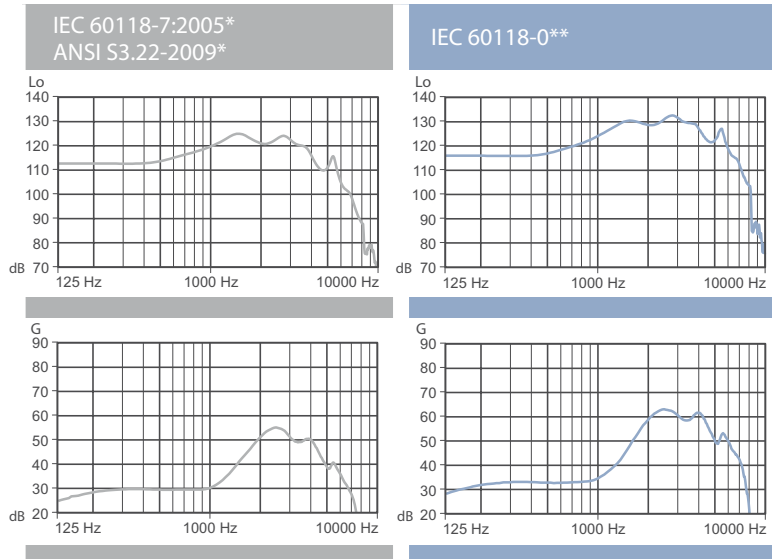 IEC 60118-7:2005*
ANSI S3.22-2009*
IEC 60118-0**
Lo
140
130
120
110
100
90
80
dB 70
125 Hz 1000 Hz 10000 Hz
Lo
140
130
120
110
100
90
80
dB 70
125 Hz 1000 Hz 10000 Hz
G
90
80
70
60
50
40
30
dB 20
125 Hz 1000 Hz 10000 Hz
G
90
80
70
60
50
40
30
dB 20
125 Hz 1000 Hz 10000 Hz